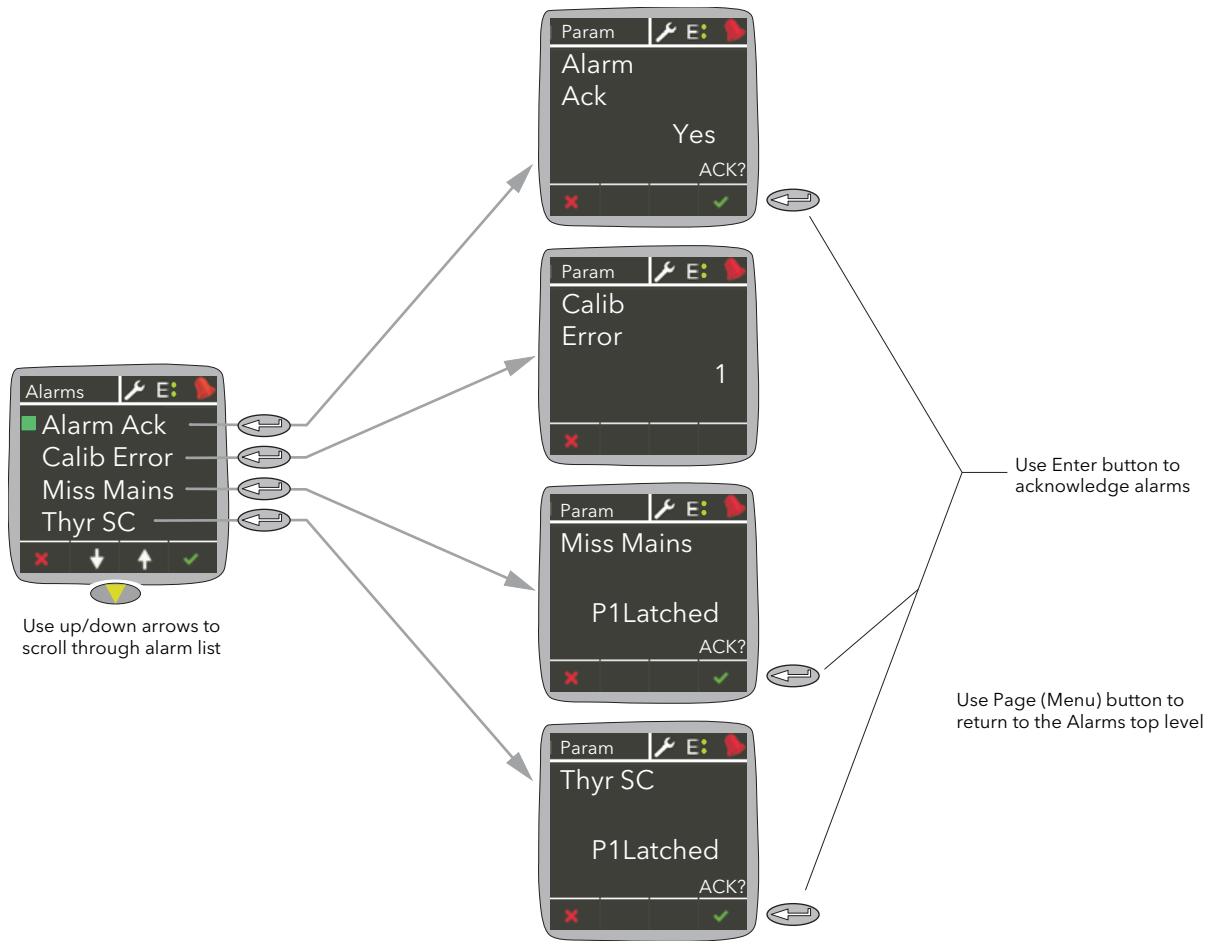 Param E:
Alarm
Ack
Yes
ACK?
Param E:
Calib
Error
1
Alarms E:
Alarm Ack
Calib Error
Miss Mains
Thyr SC
Use up/down arrows to
scroll through alarm list
Param E:
Miss Mains
P1Latched
ACK?
Param E:
Thyr SC
P1Latched
ACK?
Use Enter button to
acknowledge alarms
Use Page (Menu) button to
return to the Alarms top level